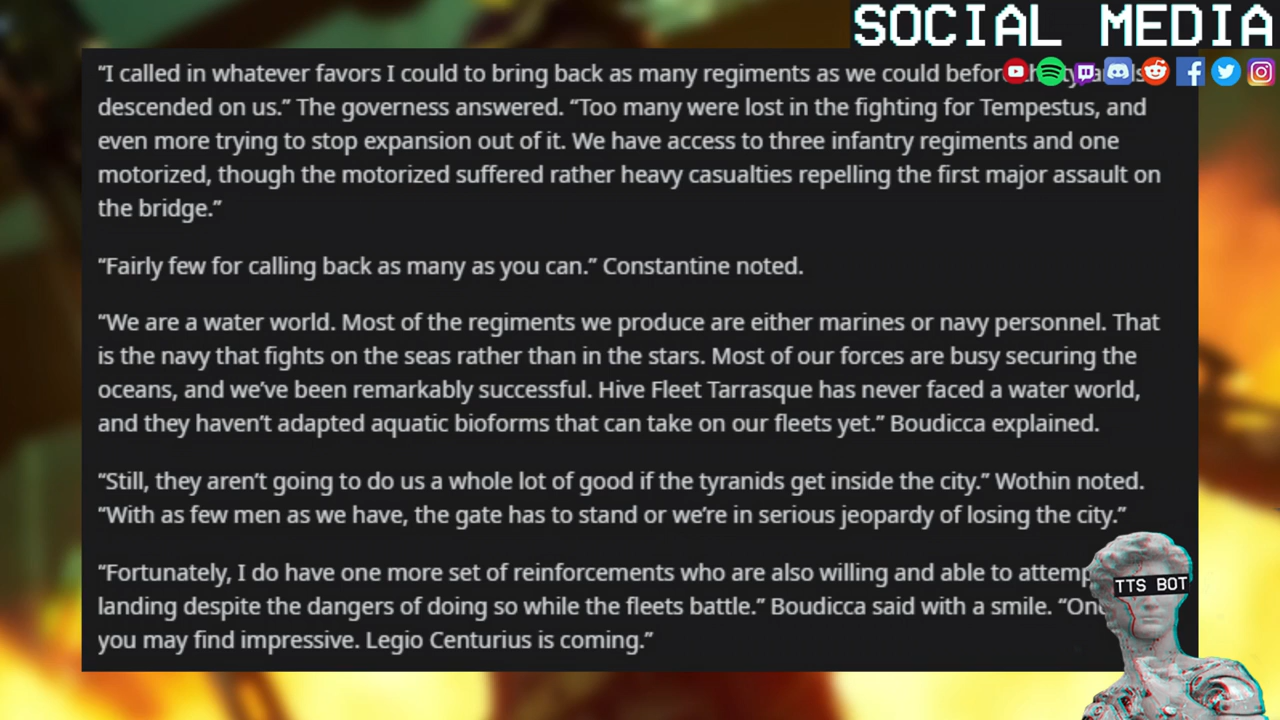 SOCIAL MEDIA
“I called in whatever favors I could to bring back as many regiments as we could before
descended on us.” The governess answered. “Too many were lost in the fighting for Tempestus, and
even more trying to stop expansion out of it. We have access to three infantry regiments and one
motorized, though the motorized suffered rather heavy casualties repelling the first major assault on
the bridge.”
“Fairly few for calling back as many as you can.” Constantine noted.
“We are a water world. Most of the regiments we produce are either marines or navy personnel. That
is the navy that fights on the seas rather than in the stars. Most of our forces are busy securing the
oceans, and we’ve been remarkably successful. Hive Fleet Tarrasque has never faced a water world,
and they haven’t adapted aquatic bioforms that can take on our fleets yet.” Boudicca explained.
“Still, they aren’t going to do us a whole lot of good if the tyranids get inside the city.” Wothin noted.
“With as few men as we have, the gate has to stand or we’re in serious jeopardy of losing the city.”
“Fortunately, I do have one more set of reinforcements who are also willing and able to attempt
landing despite the dangers of doing so while the fleets battle.” Boudicca said with a smile. “One
you may find impressive. Legio Centurius is coming.”
TTS BOT